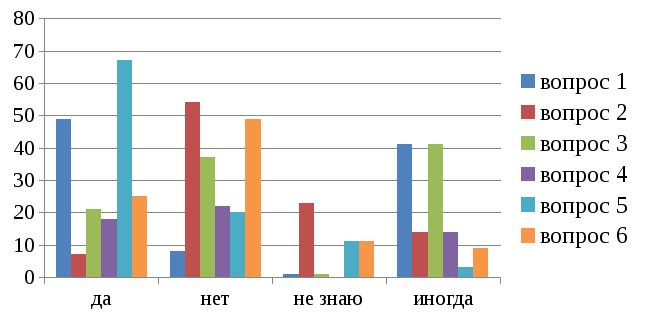 80
70
60
50
40
30
20
10
0
да нет не знаю иногда
вопрос 1
вопрос 2
вопрос 3
вопрос 4
вопрос 5
вопрос 6